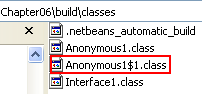 Chapter06\build\classes
.netbeans_automatic_build
Anonymous1.class
Anonymous1$1.class
Interface1.class